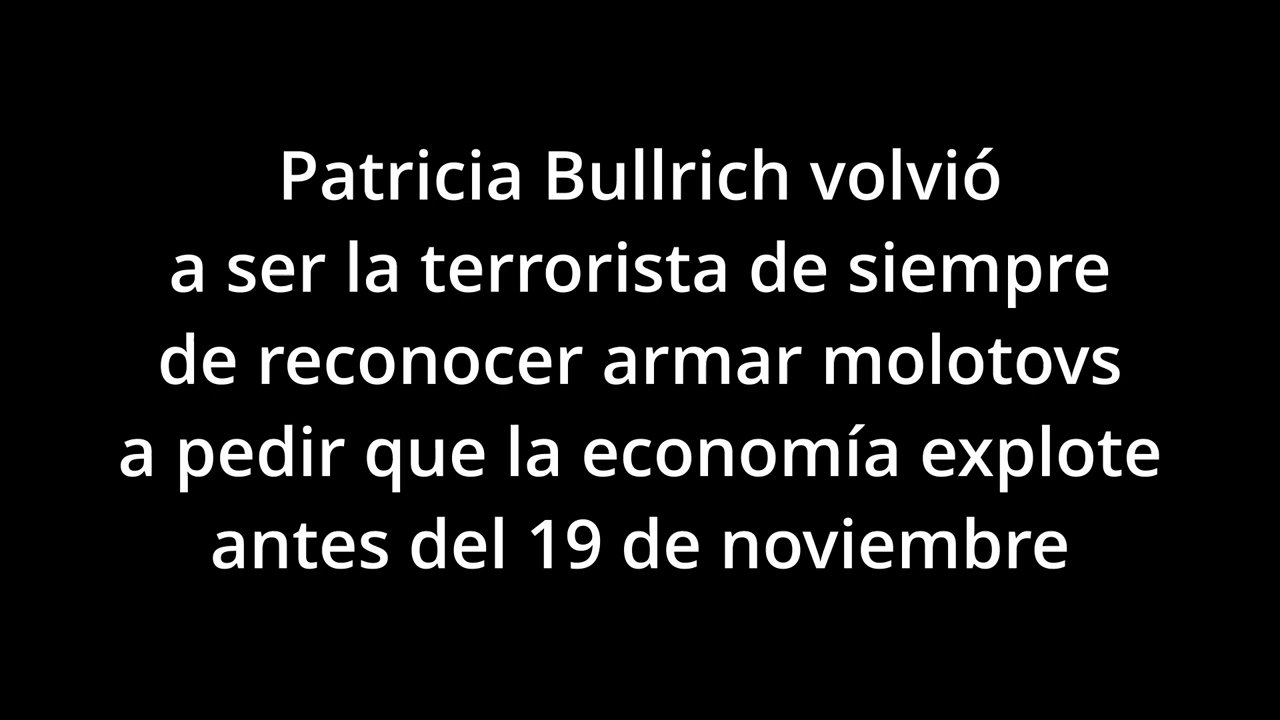 Patricia Bullrich volvió
a ser la terrorista de siempre
de reconocer armar molotovs
a pedir que la economía explote
antes del 19 de noviembre